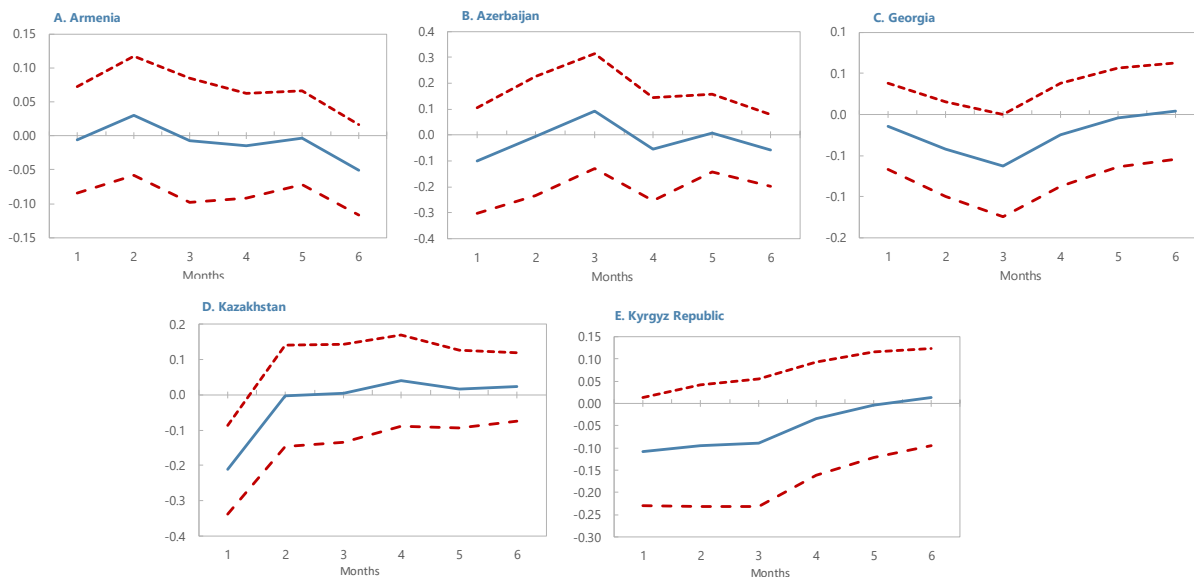 A. Armenia
0.15
0.10
0.05
0.00
-0.05
-0.10
-0.15
1 2 3 4 5 6
Months
B. Azerbaijan
0.4
0.3
0.2
0.1
0.0
-0.1
-0.2
-0.3
-0.4
1 2 3 4 5 6
Months
C. Georgia
0.1
0.1
0.0
-0.1
-0.1
-0.2
1 2 3 4 5 6
Months
D. Kazakhstan
0.2
0.1
0.0
-0.1
-0.2
-0.3
-0.4
1 2 3 4 5 6
Months
E. Kyrgyz Republic
0.15
0.10
0.05
0.00
-0.05
-0.10
-0.15
-0.20
-0.25
-0.30
1 2 3 4 5 6
Months